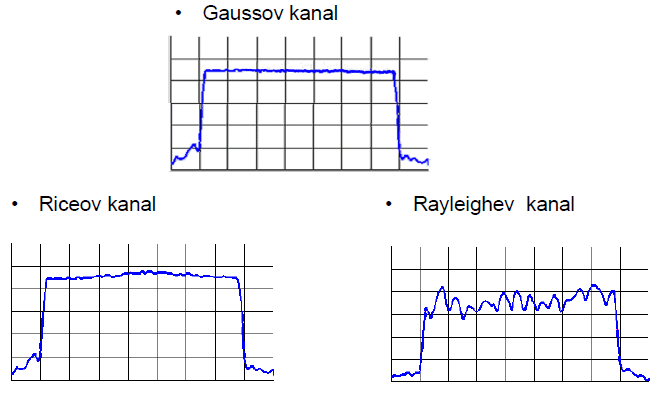 • Gaussov kanal
• Riceov kanal
• Rayleighev kanal